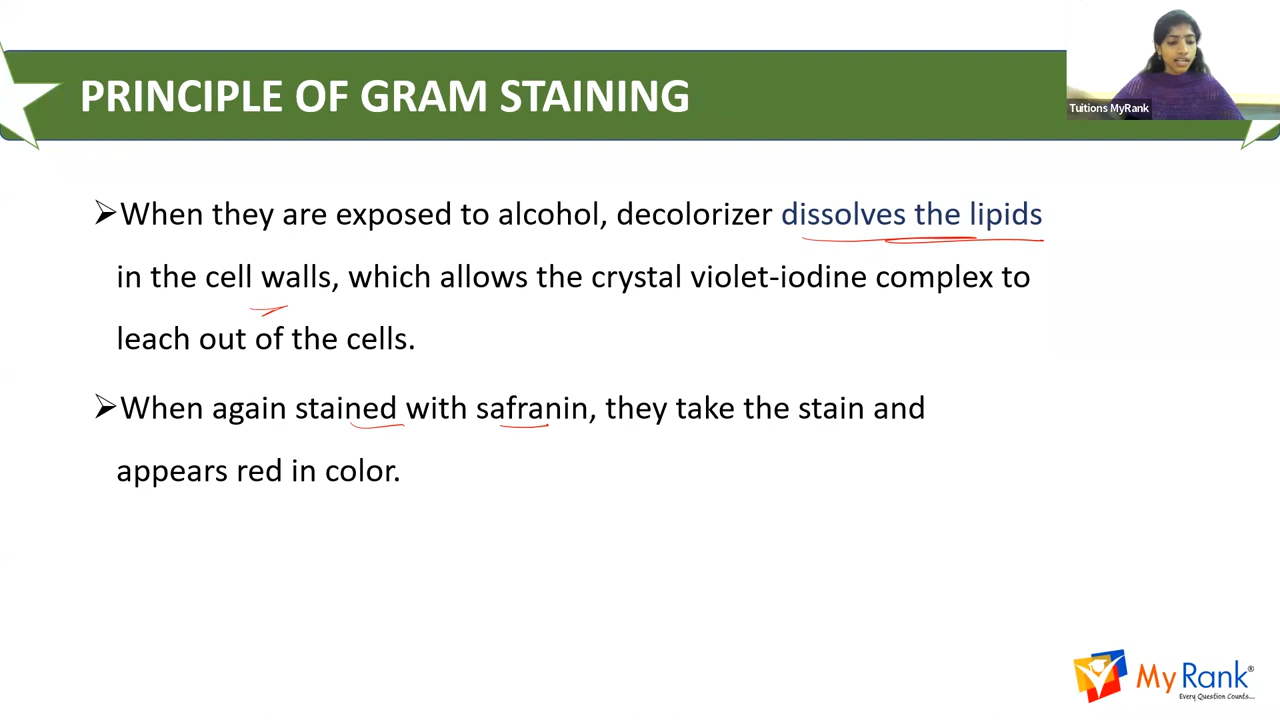 PRINCIPLE OF GRAM STAINING
Tuitions MyRank
➢When they are exposed to alcohol, decolorizer dissolves the lipids
in the cell walls, which allows the crystal violet-iodine complex to
leach out of the cells.
➢When again stained with safranin, they take the stain and
appears red in color.
My Rank®
Every Question Counts...